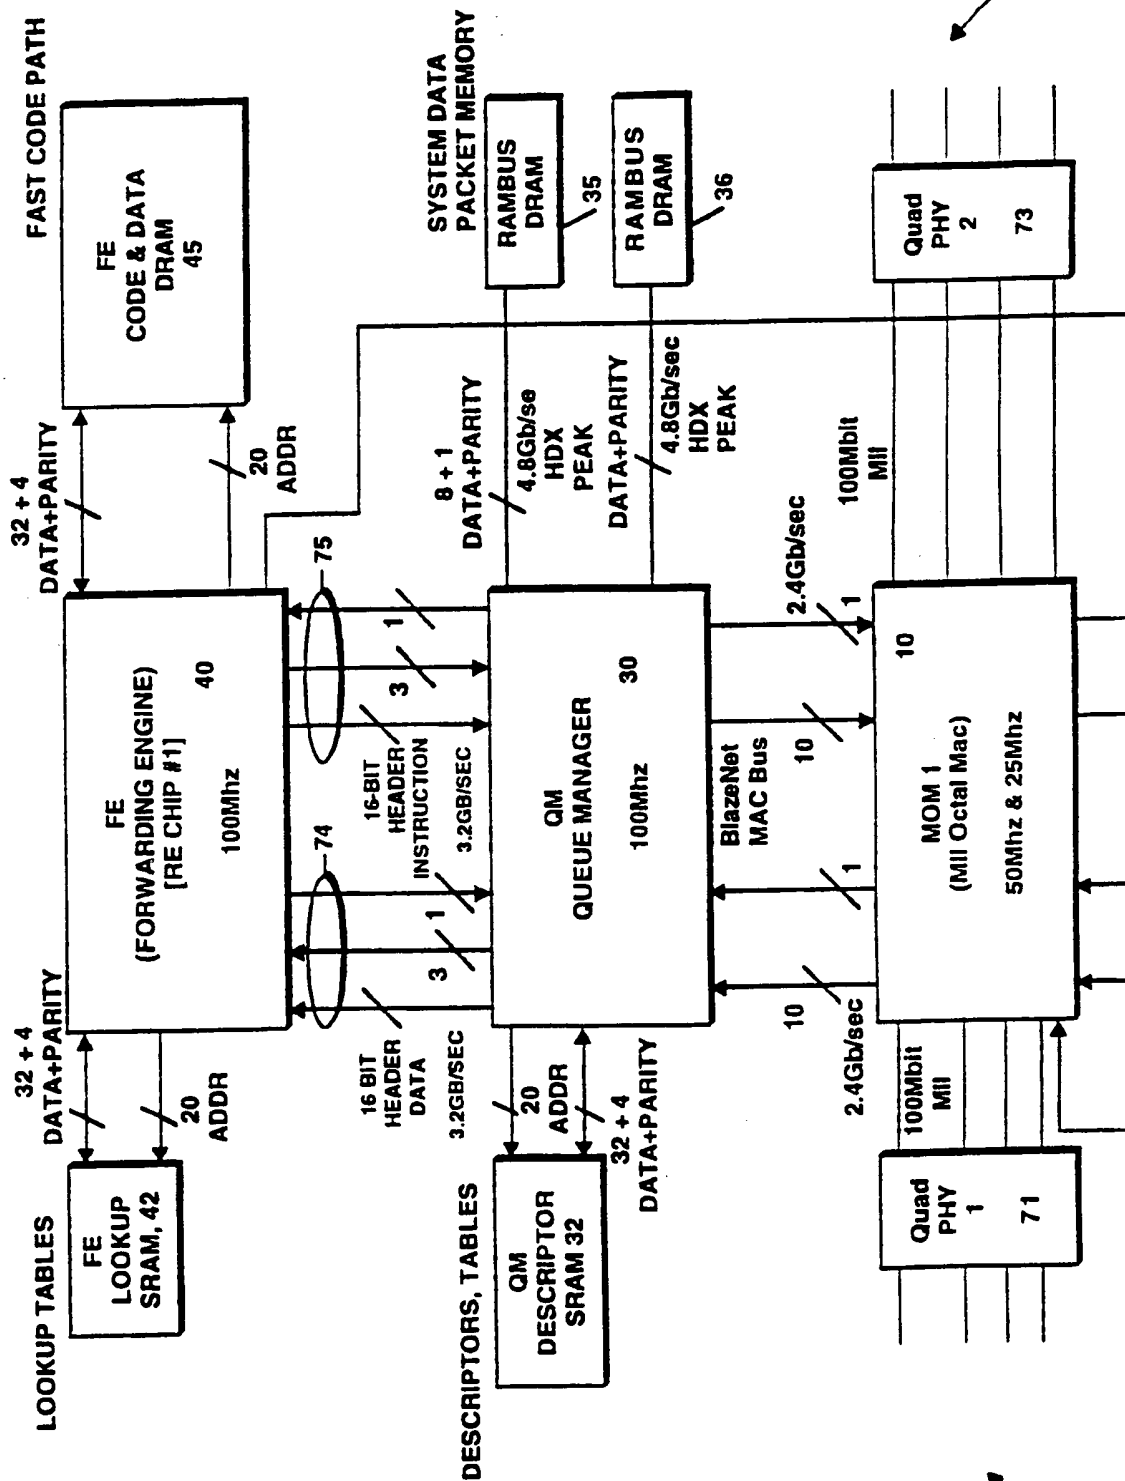 LOOKUP TABLES
FE
LOOKUP
SRAM, 42
32 + 4
DATA+PARITY
20
ADDR
FE
(FORWARDING ENGINE)
[RE CHIP #1]
40
100Mhz
32 + 4
DATA+PARITY
20
ADDR
FAST CODE PATH
FE
CODE & DATA
DRAM
45
74
75
16 BIT
HEADER
DATA
3
1
16-BIT
HEADER
INSTRUCTION
3
1
3.2GB/SEC
3.2GB/SEC
DESCRIPTORS, TABLES
QM
DESCRIPTOR
SRAM 32
20
ADDR
32 + 4
DATA+PARITY
QM
QUEUE MANAGER
30
100Mhz
8 + 1
DATA+PARITY
4.8Gb/se
HDX
PEAK
DATA+PARITY
4.8Gb/sec
HDX
PEAK
SYSTEM DATA
PACKET MEMORY
RAMBUS
DRAM
35
RAMBUS
DRAM
36
BlazeNet
MAC Bus
10
1
10
1
2.4Gb/sec
2.4Gb/sec
Quad
PHY
1
71
100Mbit
MII
MOM 1
(MII Octal Mac)
10
50Mhz & 25Mhz
100Mbit
MII
Quad
PHY
2
73